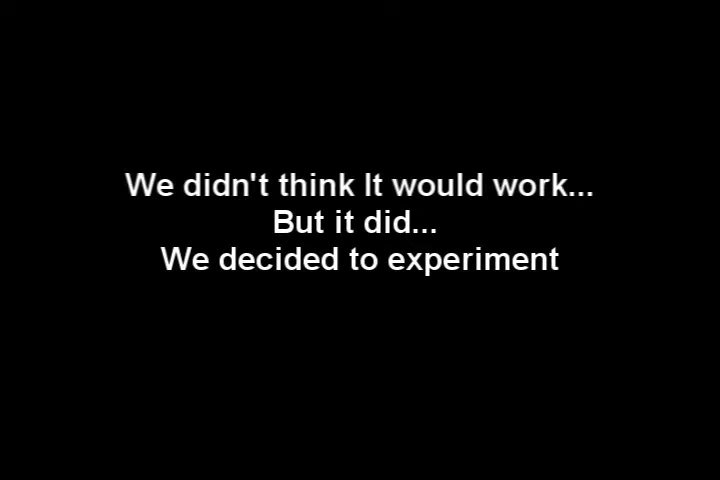 We didn't think It would work...
But it did...
We decided to experiment